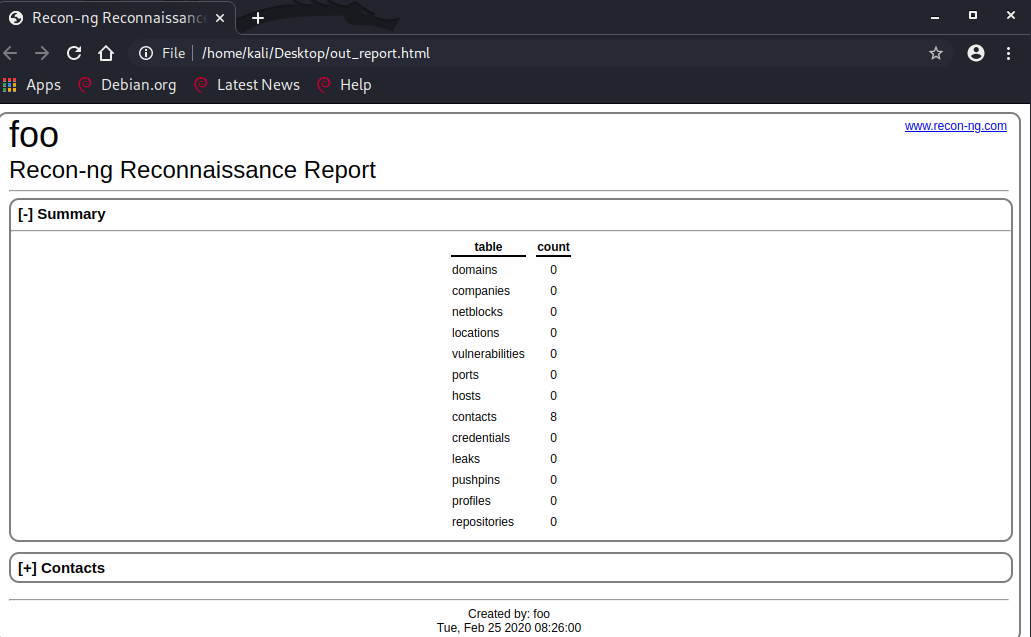 Recon-ng Reconnaissance
File /home/kali/Desktop/out_report.html
Apps Debian.org Latest News Help
foo
www.recon-ng.com
Recon-ng Reconnaissance Report
[-] Summary
table count
domains 0
companies 0
netblocks 0
locations 0
vulnerabilities 0
ports 0
hosts 0
contacts 8
credentials 0
leaks 0
pushpins 0
profiles 0
repositories 0
[+] Contacts
Created by: foo
Tue, Feb 25 2020 08:26:00